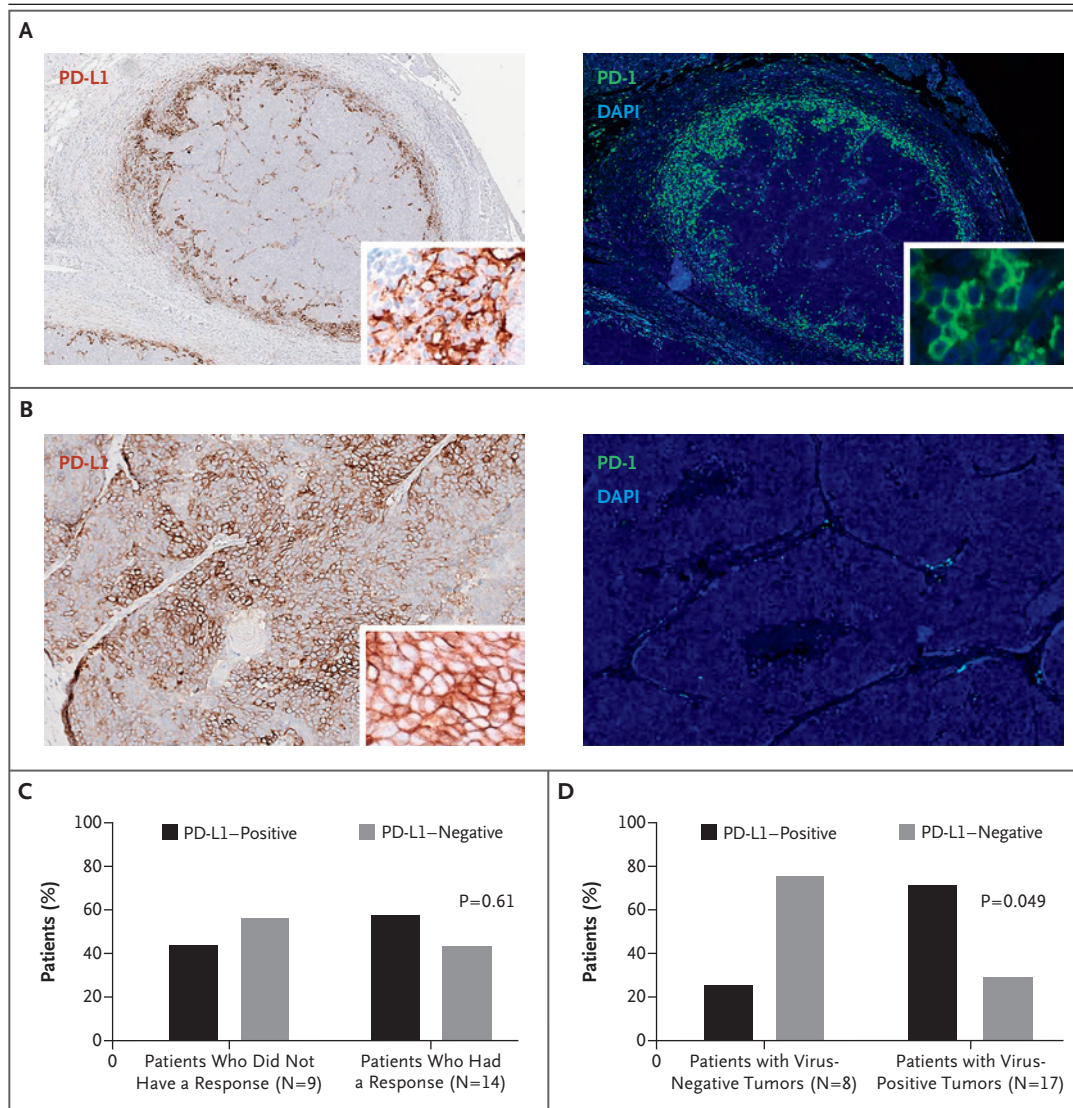 A
PD-L1
PD-1
DAPI
B
PD-L1
PD-1
DAPI
C
PD-L1–Positive
PD-L1–Negative
P=0.61
Patients (%)
100
80
60
40
20
0
0
Patients Who Did Not
Have a Response (N=9)
Patients Who Had
a Response (N=14)
D
PD-L1–Positive
PD-L1–Negative
P=0.049
Patients (%)
100
80
60
40
20
0
0
Patients with Virus-
Negative Tumors (N=8)
Patients with Virus-
Positive Tumors (N=17)